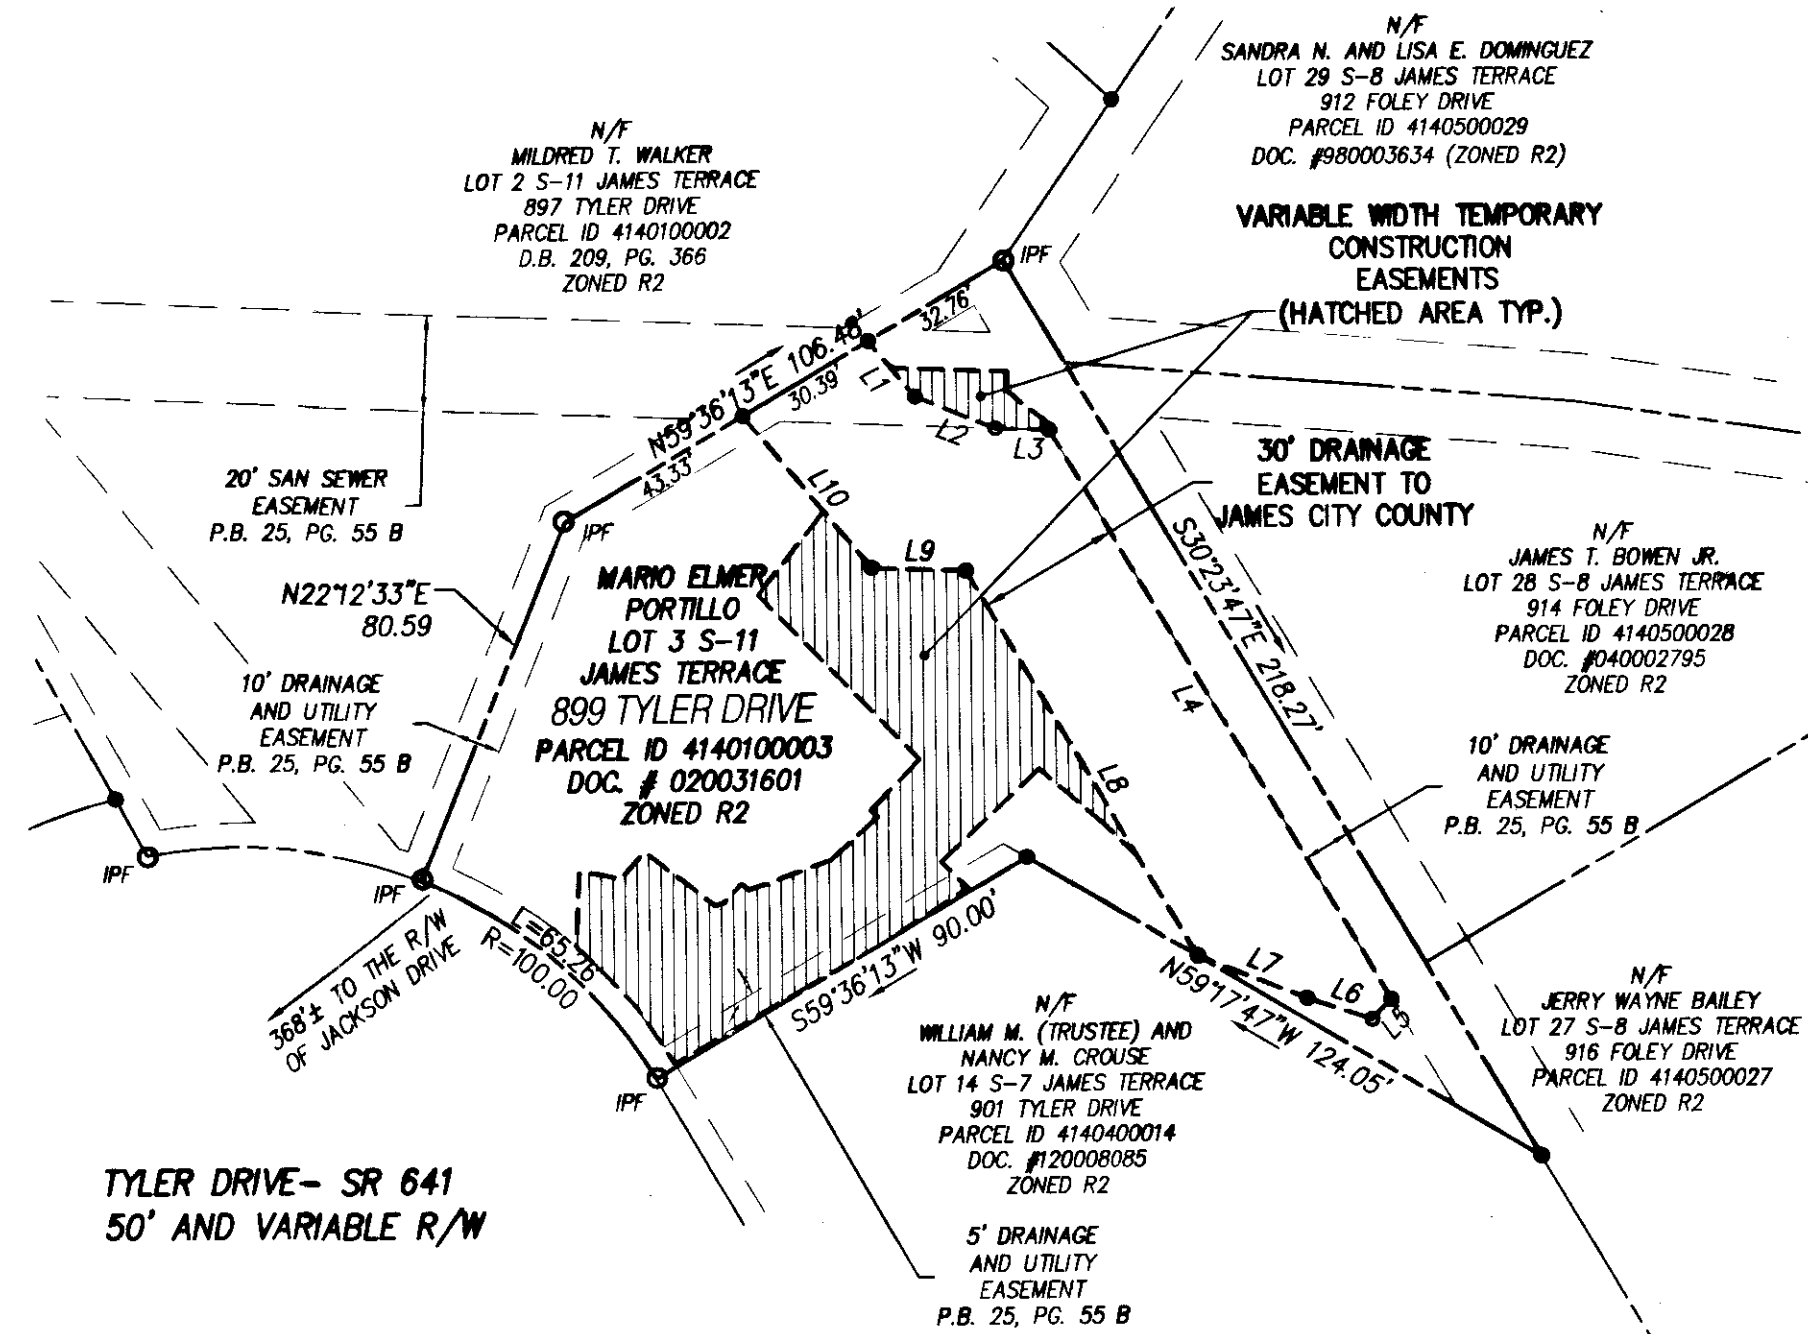 N/F
SANDRA N. AND LISA E. DOMINGUEZ
LOT 29 S-8 JAMES TERRACE
912 FOLEY DRIVE
PARCEL ID 4140500029
DOC. #980003634 (ZONED R2)
N/F
MILDRED T. WALKER
LOT 2 S-11 JAMES TERRACE
897 TYLER DRIVE
PARCEL ID 4140100002
D.B. 209, PG. 366
ZONED R2
VARIABLE WIDTH TEMPORARY
CONSTRUCTION
EASEMENTS
(HATCHED AREA TYP.)
IPF
32.76'
N59°36'13"E 106.48'
30.39'
43.33'
L1
L2
L3
20' SAN SEWER
EASEMENT
P.B. 25, PG. 55 B
30' DRAINAGE
EASEMENT TO
JAMES CITY COUNTY
L10
IPF
L9
N22°12'33"E
80.59
MARIO ELMER
PORTILLO
LOT 3 S-11
JAMES TERRACE
899 TYLER DRIVE
PARCEL ID 4140100003
DOC. # 020031601
ZONED R2
S30°23'47"E 218.27'
N/F
JAMES T. BOWEN JR.
LOT 28 S-8 JAMES TERRACE
914 FOLEY DRIVE
PARCEL ID 4140500028
DOC. #040002795
ZONED R2
10' DRAINAGE
AND UTILITY
EASEMENT
P.B. 25, PG. 55 B
L4
L8
10' DRAINAGE
AND UTILITY
EASEMENT
P.B. 25, PG. 55 B
IPF
IPF
L=65.26
R=100.00
368'± TO THE R/W
OF JACKSON DRIVE
S59°36'13"W 90.00'
L7
L6
L5
N59°17'47"W 124.05'
IPF
N/F
WILLIAM M. (TRUSTEE) AND
NANCY M. CROUSE
LOT 14 S-7 JAMES TERRACE
901 TYLER DRIVE
PARCEL ID 4140400014
DOC. #120008085
ZONED R2
N/F
JERRY WAYNE BAILEY
LOT 27 S-8 JAMES TERRACE
916 FOLEY DRIVE
PARCEL ID 4140500027
ZONED R2
TYLER DRIVE- SR 641
50' AND VARIABLE R/W
5' DRAINAGE
AND UTILITY
EASEMENT
P.B. 25, PG. 55 B